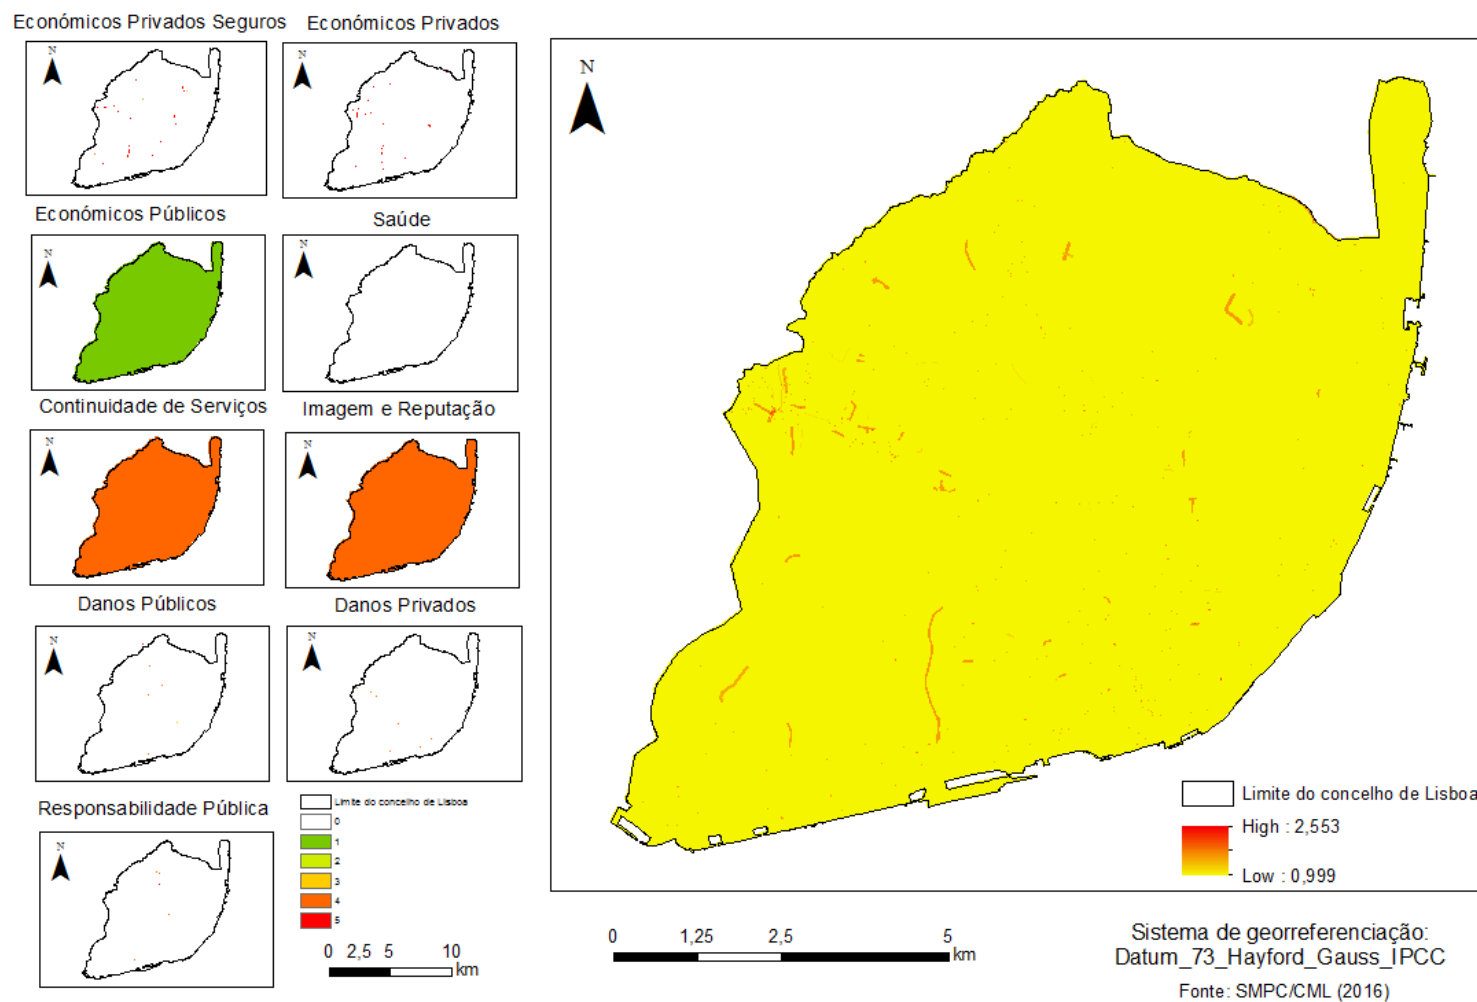 Económicos Privados Seguros
Económicos Privados
N
N
Económicos Públicos
Saúde
N
N
Continuidade de Serviços
Imagem e Reputação
N
N
Danos Públicos
Danos Privados
N
N
Responsabilidade Pública
N
Limite do concelho de Lisboa
0
1
2
3
4
5
0 2,5 5 10
km
N
Limite do concelho de Lisboa
High : 2,553
Low : 0,999
0 1,25 2,5 5
km
Sistema de georreferenciação:
Datum_73_Hayford_Gauss_IPCC
Fonte: SMPC/CML (2016)